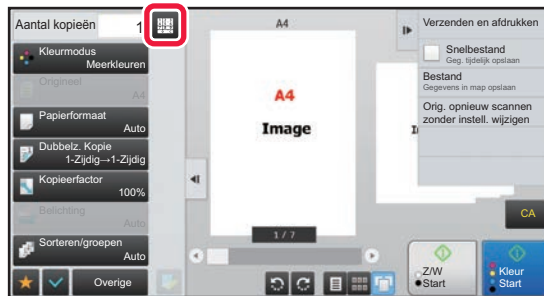 Aantal kopieën 1
Kleurmodus
Meerkleuren
Origineel
A4
Papierformaat
Auto
Dubbelz. Kopie
1-Zijdig→1-Zijdig
Kopieerfactor
100%
Belichting
Auto
Sorteren/groepen
Auto
Overige
A4
A4
Image
1 / 7
Verzenden en afdrukken
Snelbestand
Geg. tijdelijk opslaan
Bestand
Gegevens in map opslaan
Orig. opnieuw scannen
zonder instell. wijzigen
CA
Z/W
Start
Kleur
Start